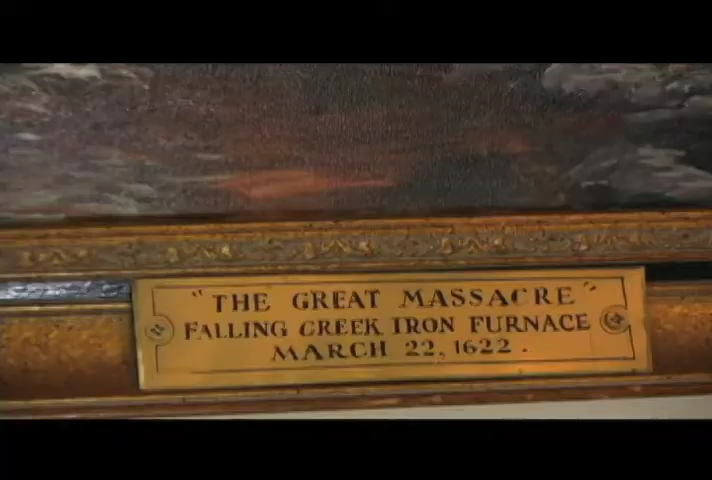 "THE GREAT MASSACRE"
FALLING CREEK IRON FURNACE
MARCH 22, 1622.